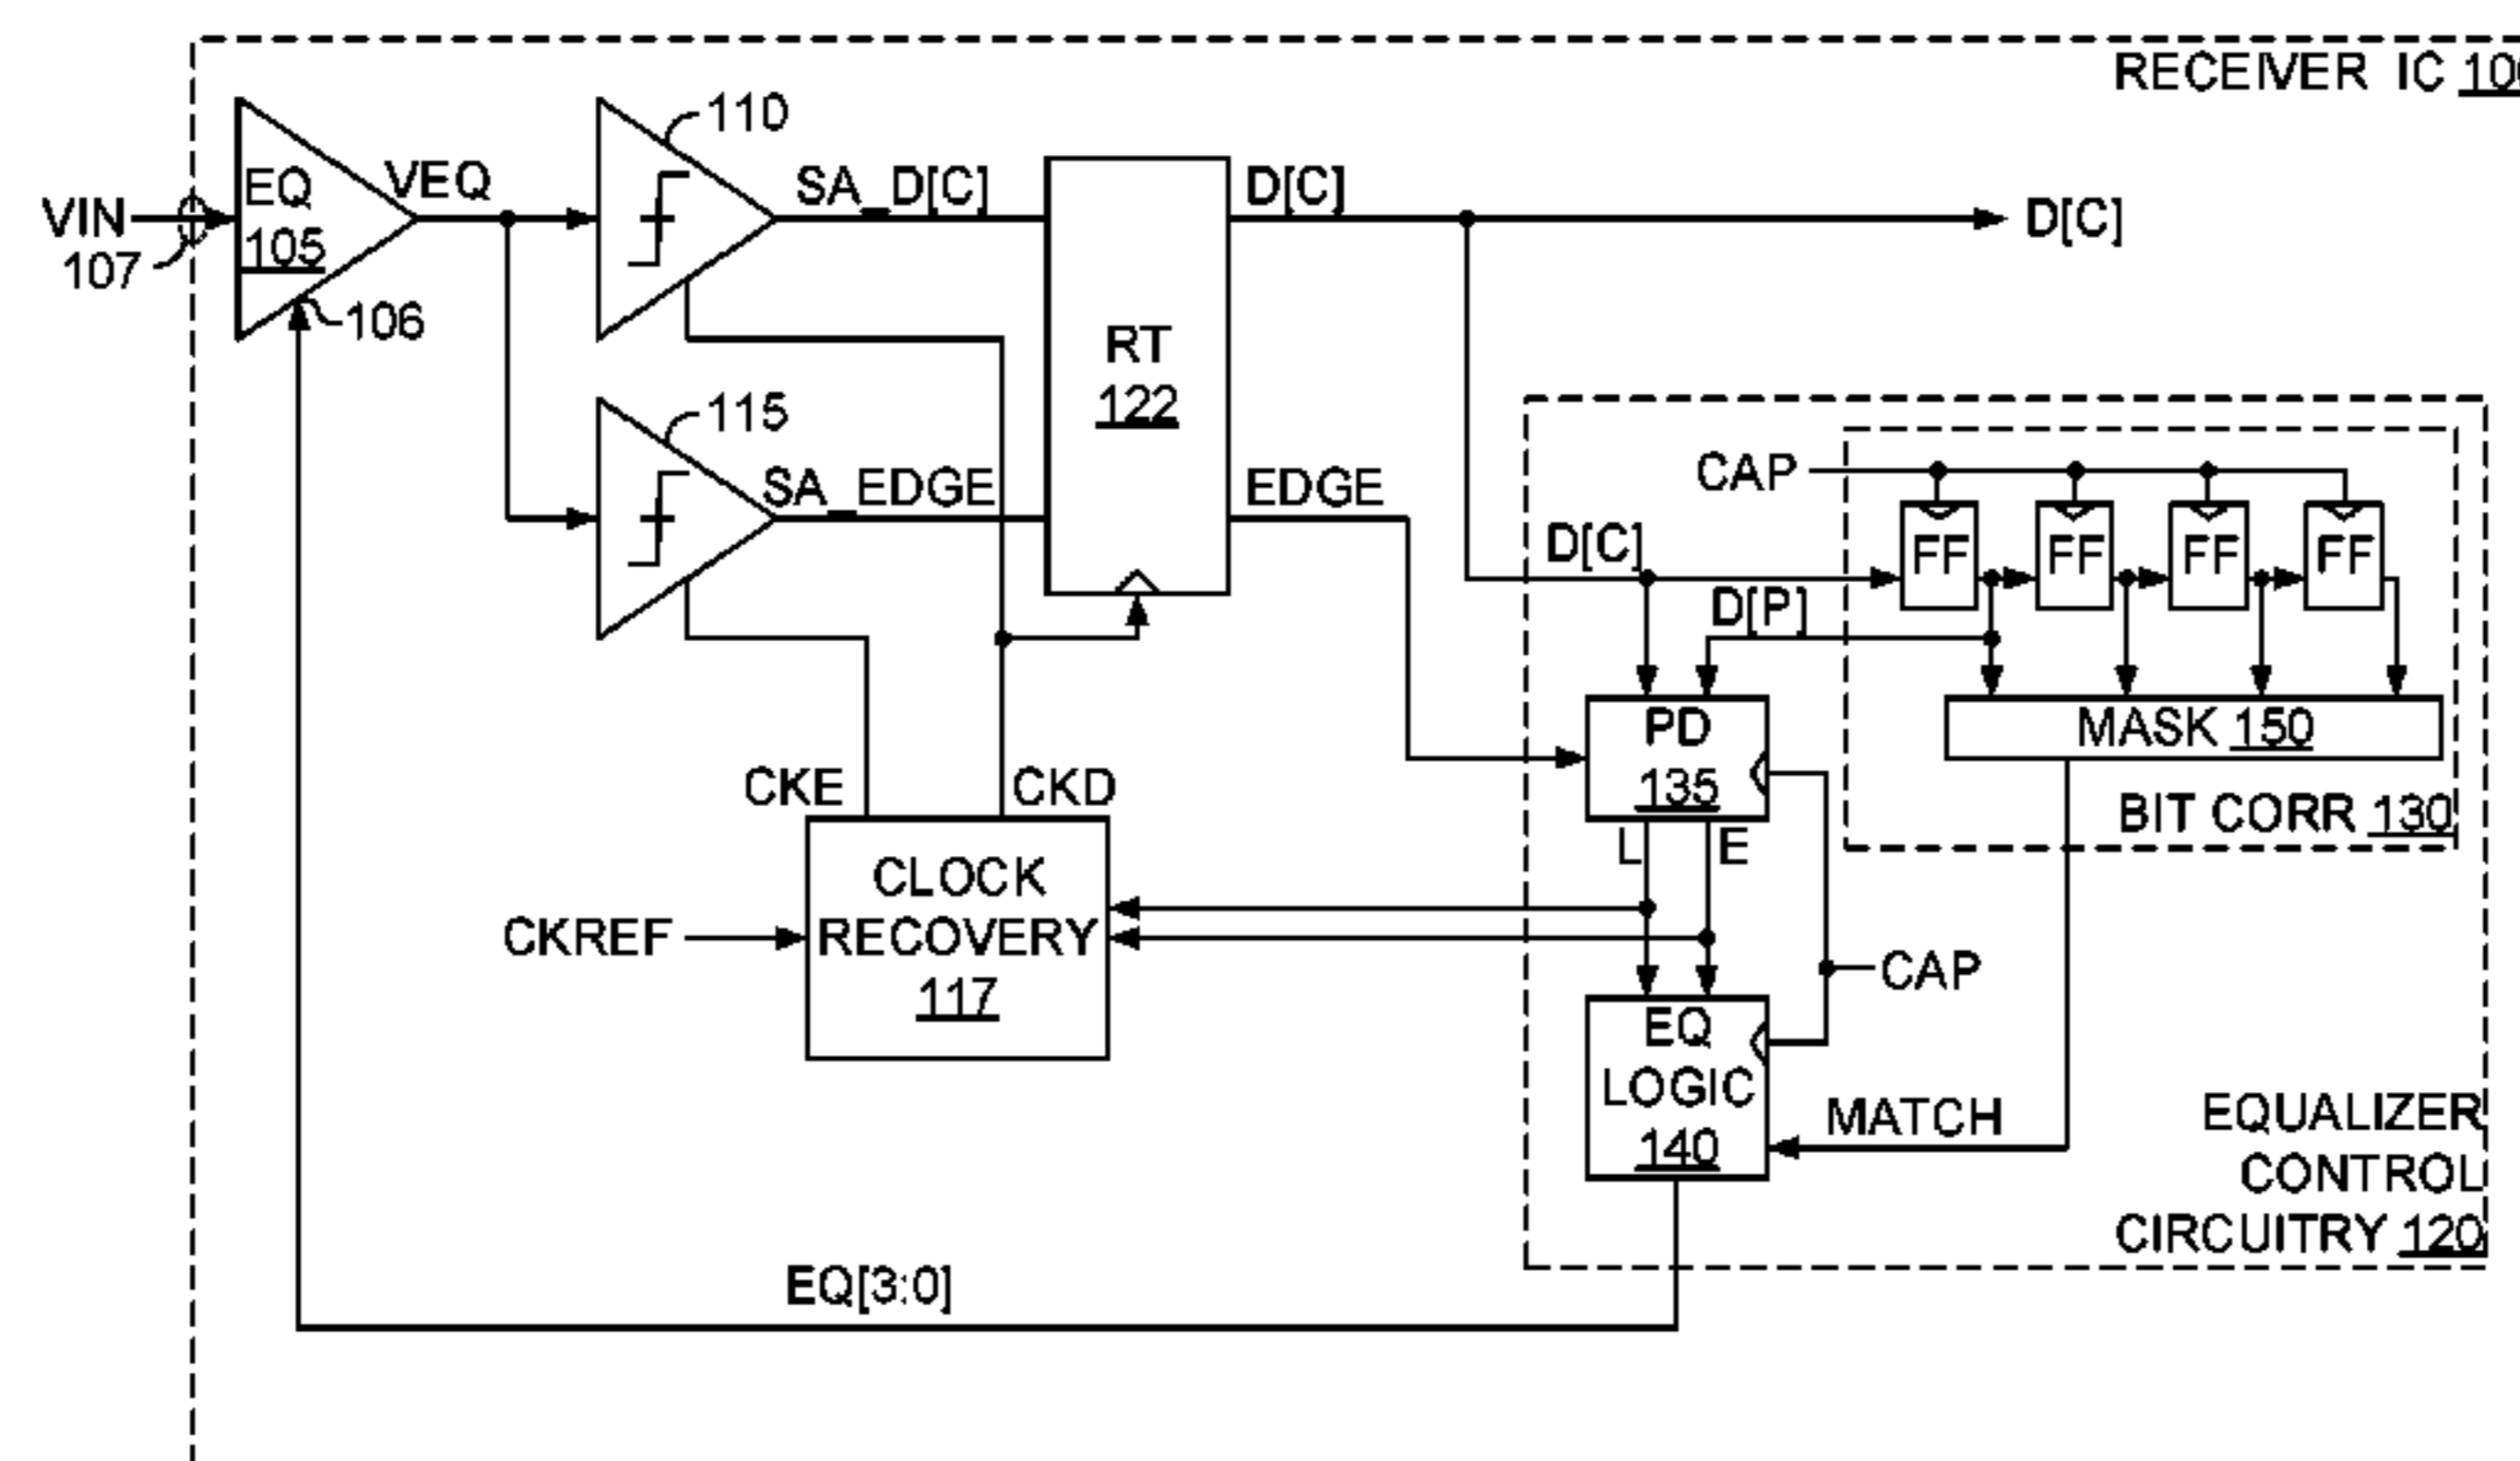 RECEIVER IC 100
110
EQ
105
VEQ
SA_D[C]
D[C]
VIN
D[C]
107
106
RT
122
115
SA_EDGE
EDGE
CAP
FF FF FF FF
D[C]
D[P]
PD
135
MASK 150
CKE
CKD
BIT CORR 130
L E
CLOCK
RECOVERY
117
CKREF
CAP
EQ
LOGIC
140
MATCH
EQUALIZER
CONTROL
CIRCUITRY 120
EQ[3:0]